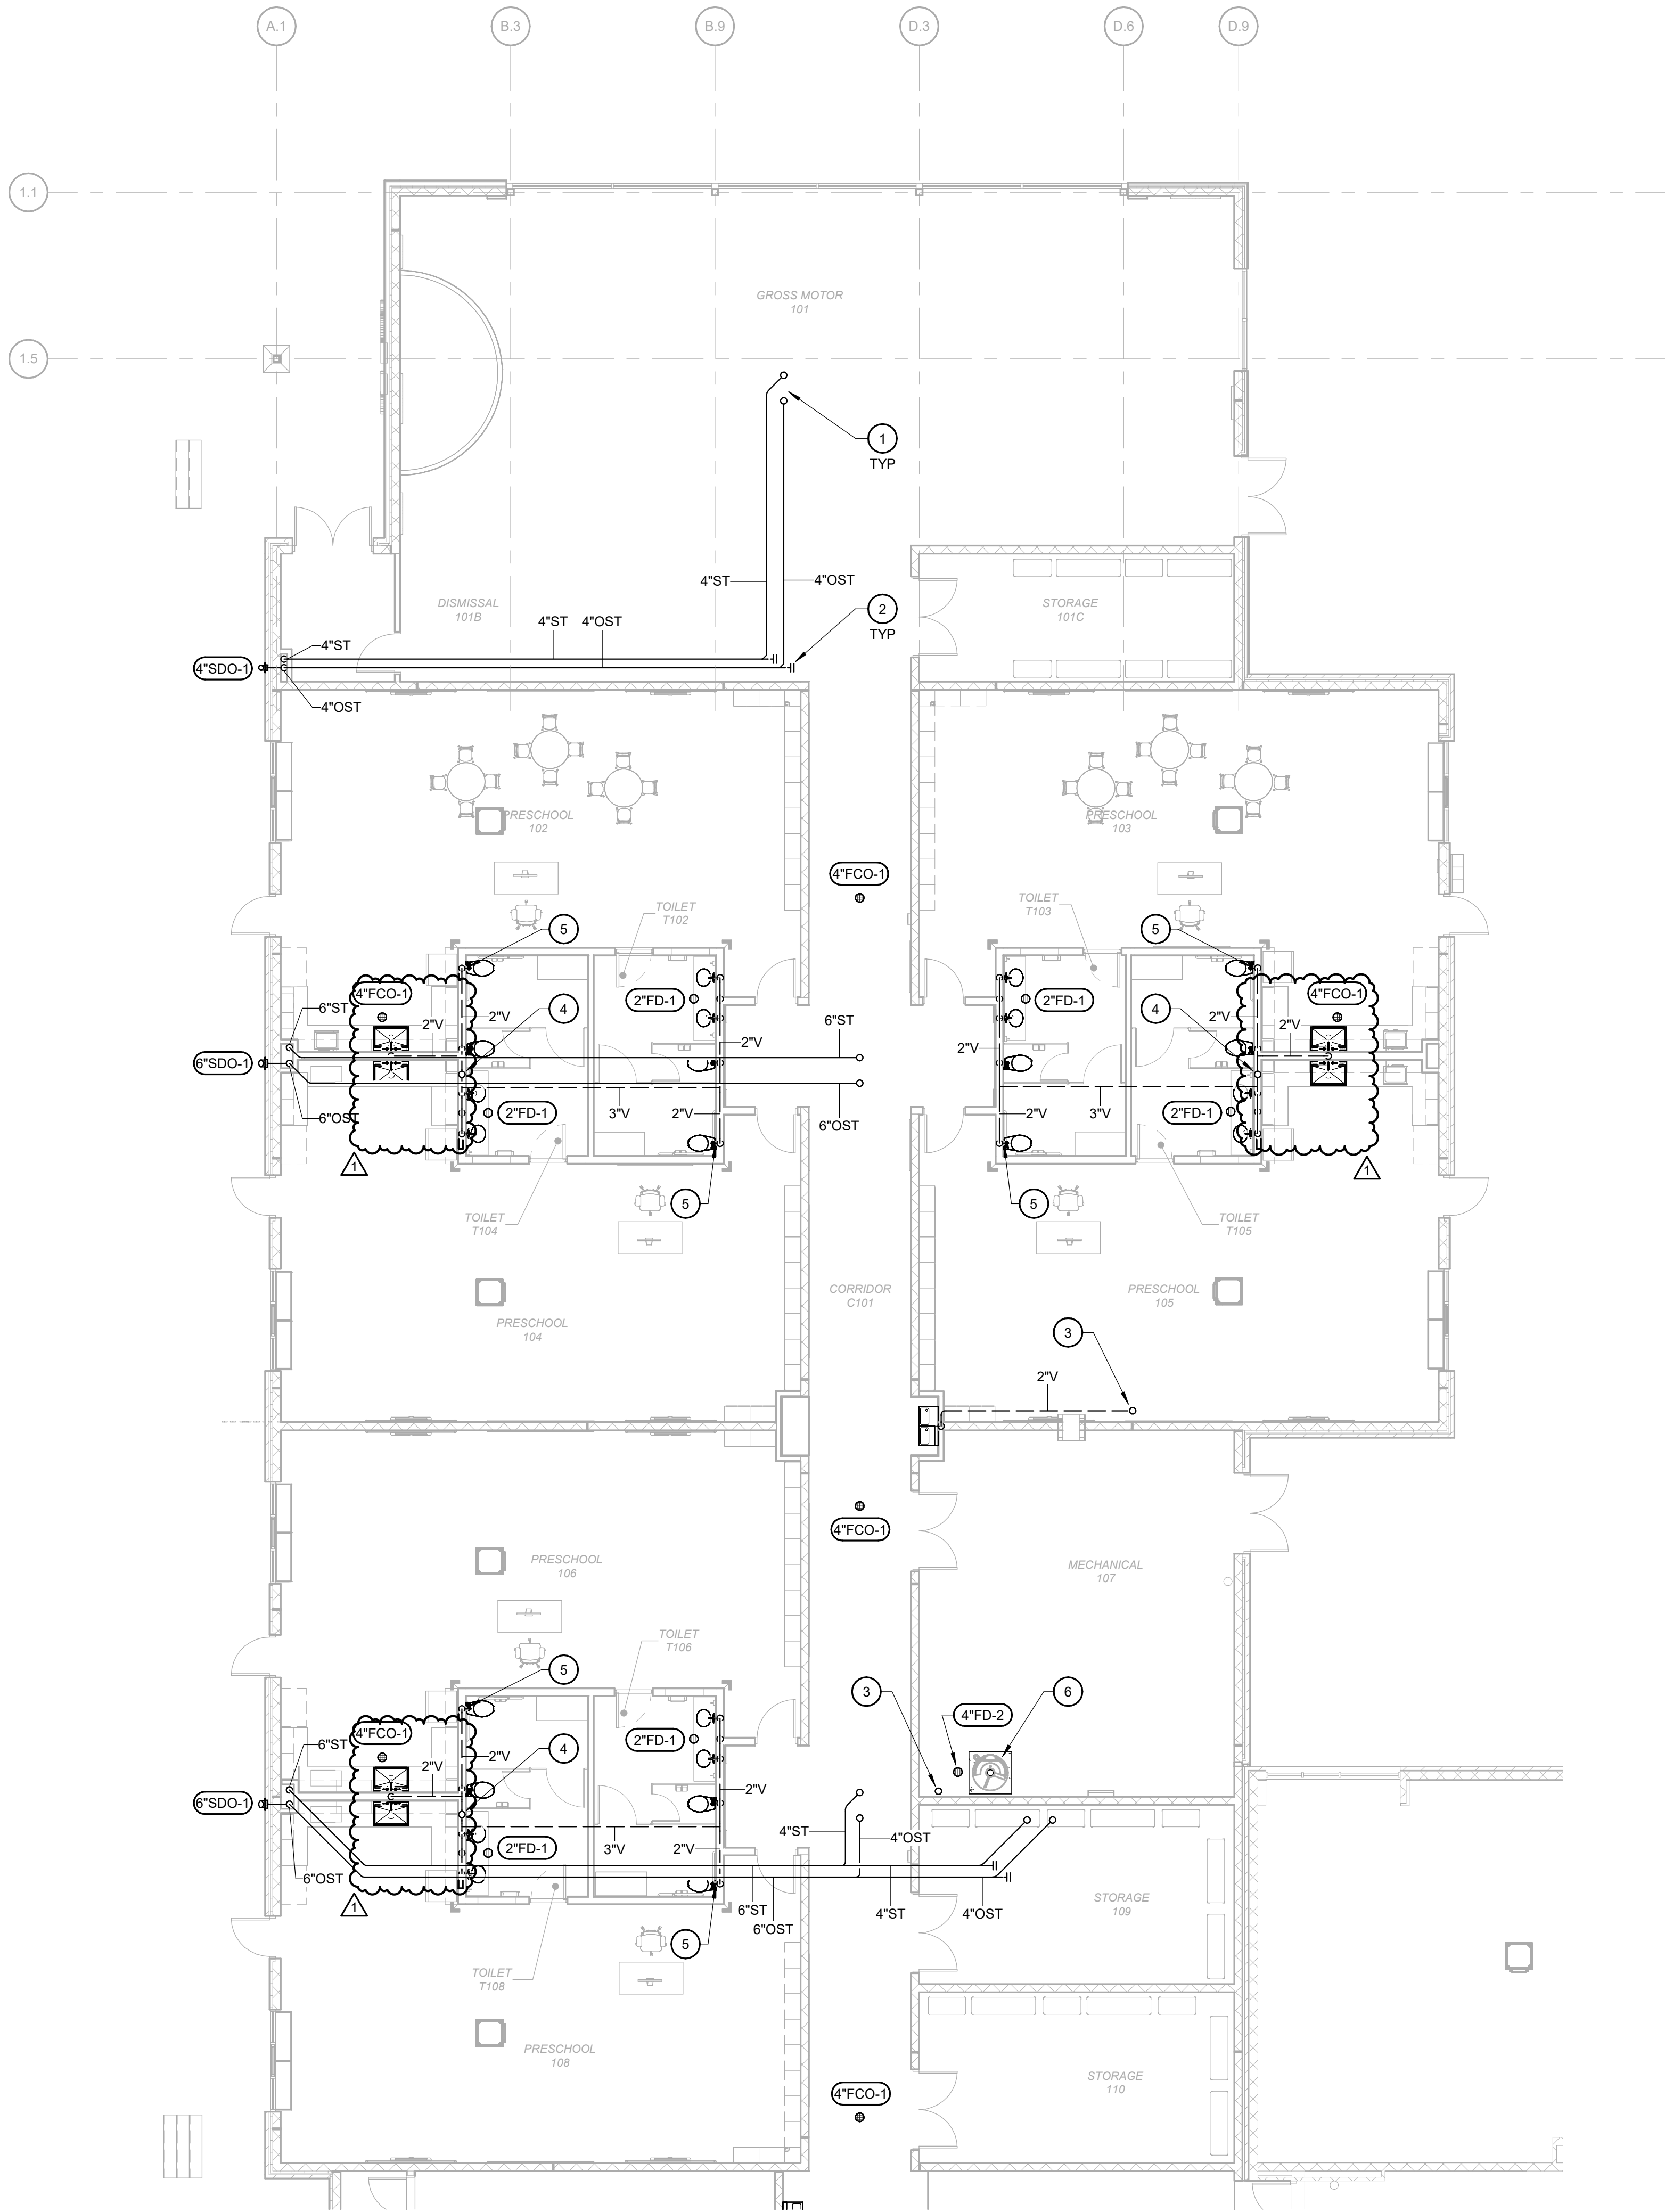 A.1
B.3
B.9
D.3
D.6
D.9
1.1
GROSS MOTOR
101
1.5
1
TYP
4"ST
4"OST
DISMISSAL
101B
STORAGE
101C
2
TYP
4"ST
4"OST
4"ST
4"SDO-1
4"OST
PRESCHOOL
102
PRESCHOOL
103
4"FCO-1
TOILET
T102
TOILET
T103
5
5
4"FCO-1
2"FD-1
2"FD-1
4"FCO-1
6"ST
2"V
2"V
4
6"ST
4
2"V
2"V
2"V
2"V
6"SDO-1
6"OST
3"V
2"FD-1
2"V
6"OST
2"V
3"V
2"FD-1
1
1
5
5
TOILET
T104
TOILET
T105
CORRIDOR
C101
PRESCHOOL
104
PRESCHOOL
105
3
2"V
4"FCO-1
PRESCHOOL
106
MECHANICAL
107
TOILET
T106
5
3
6
4"FD-2
4"FCO-1
2"FD-1
6"ST
2"V
2"V
4
2"V
6"SDO-1
4"ST
4"OST
2"FD-1
3"V
2"V
6"OST
1
6"ST
6"OST
4"ST
4"OST
STORAGE
109
5
TOILET
T108
PRESCHOOL
108
STORAGE
110
4"FCO-1